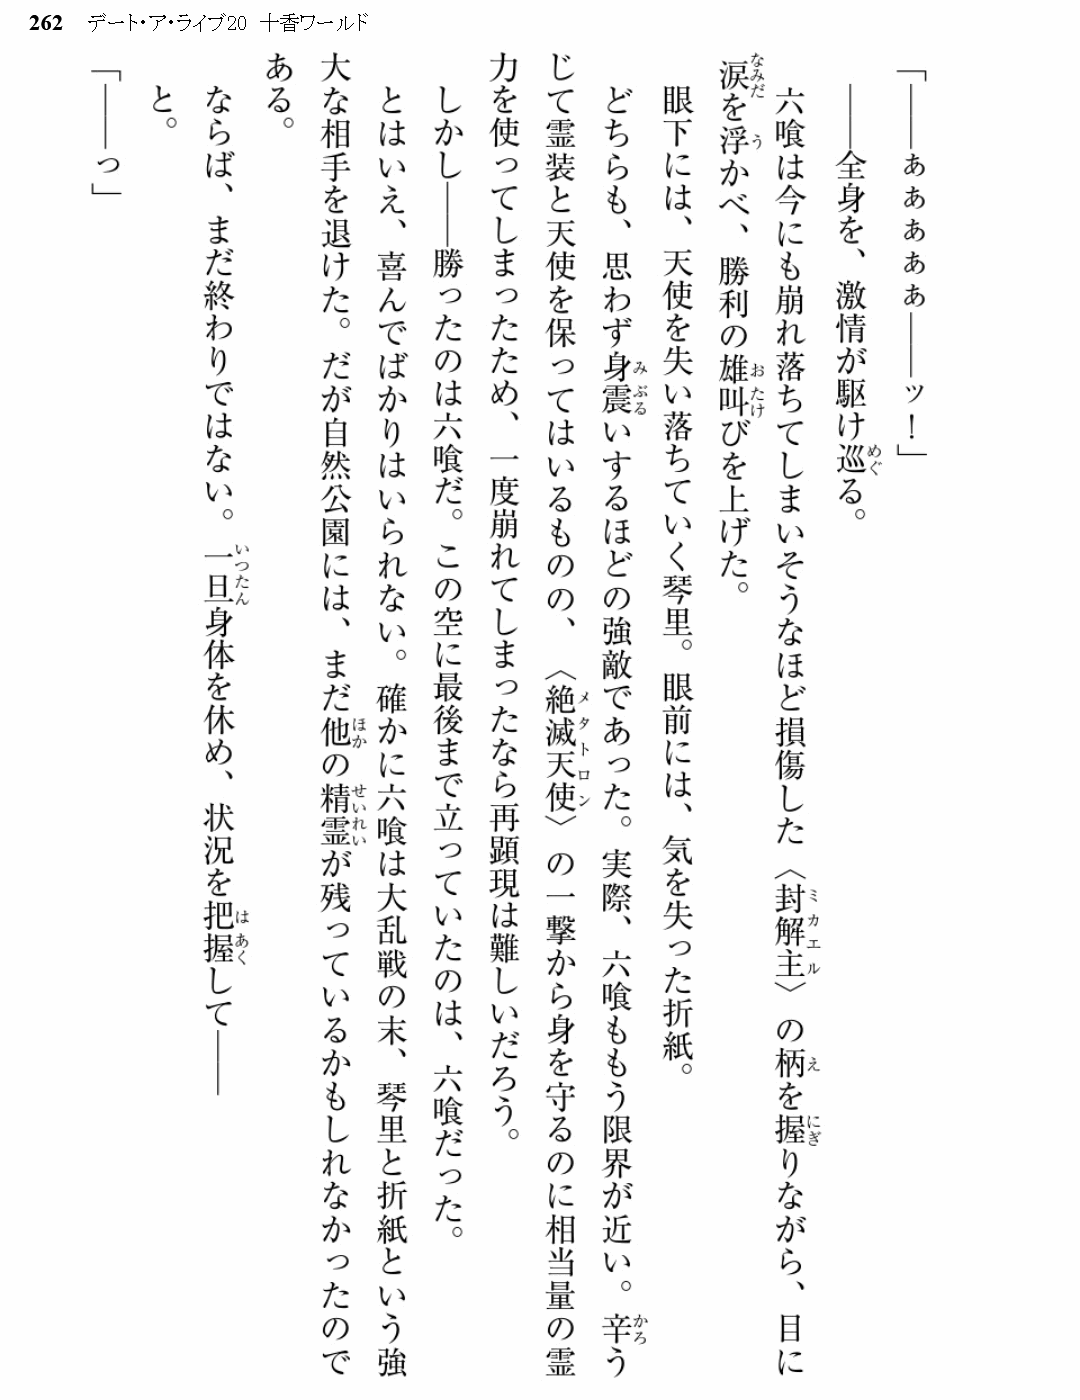 262 デート・ア・ライブ20 十香ワールド
「――ぁぁぁぁぁ――ッ！」
――全身を、激情が駆け巡る。
六喰は今にも崩れ落ちてしまいそうなほど損傷した〈封解主〉の柄を握りながら、目に
涙を浮かべ、勝利の雄叫びを上げた。
眼下には、天使を失い落ちていく琴里。眼前には、気を失った折紙。
どちらも、思わず身震いするほどの強敵であった。実際、六喰ももう限界が近い。辛う
じて霊装と天使を保ってはいるものの、〈絶滅天使〉の一撃から身を守るのに相当量の霊
力を使ってしまったため、一度崩れてしまったなら再顕現は難しいだろう。
しかし――勝ったのは六喰だ。この空に最後まで立っていたのは、六喰だった。
とはいえ、喜んでばかりはいられない。確かに六喰は大乱戦の末、琴里と折紙という強
大な相手を退けた。だが自然公園には、まだ他の精霊が残っているかもしれなかったので
ある。
ならば、まだ終わりではない。一旦身体を休め、状況を把握して――
と。
「――っ」